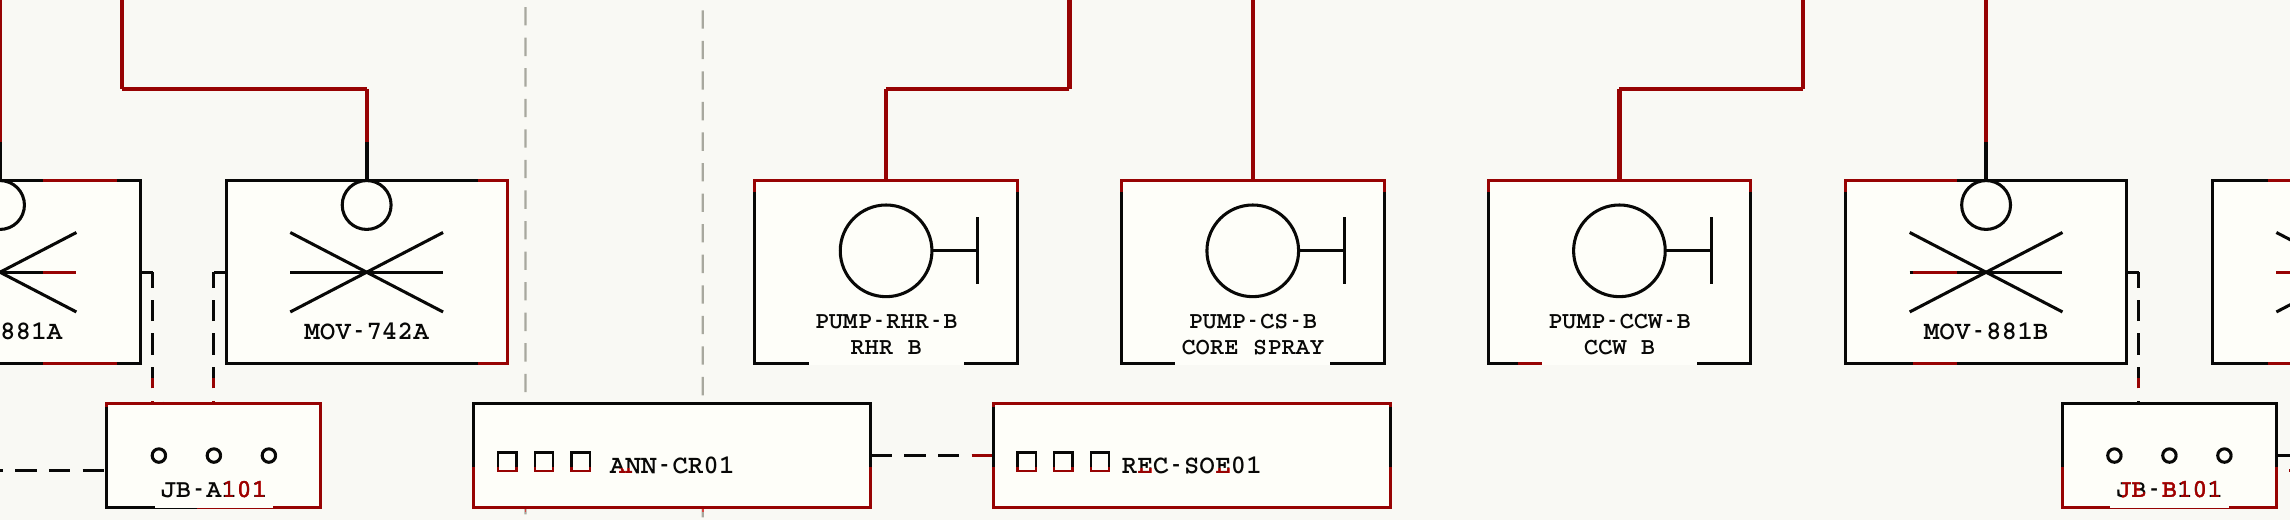 881A
MOV-742A
PUMP-RHR-B
RHR B
PUMP-CS-B
CORE SPRAY
PUMP-CCW-B
CCW B
MOV-881B
JB-A101
ANN-CR01
REC-SOE01
JB-B101